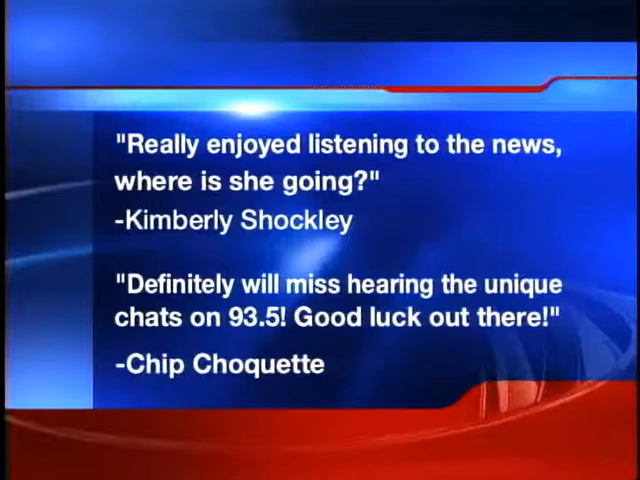 "Really enjoyed listening to the news,
where is she going?"
-Kimberly Shockley
"Definitely will miss hearing the unique
chats on 93.5! Good luck out there!"
-Chip Choquette